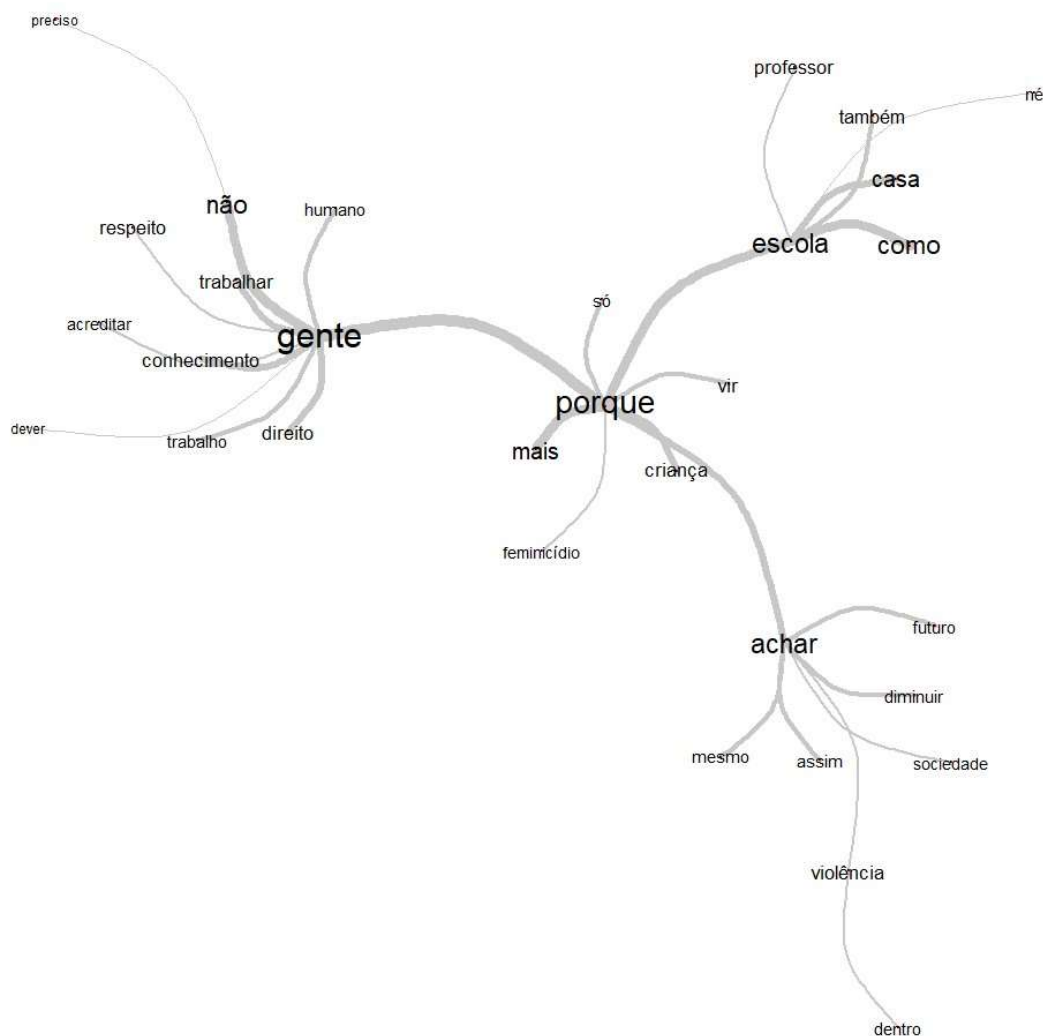 preciso
professor
né
também
casa
não
humano
respeito
escola
como
trabalhar
só
acreditar
gente
conhecimento
vir
porque
dever
trabalho
direito
mais
criança
feminicídio
futuro
achar
diminuir
mesmo
assim
sociedade
violência
dentro